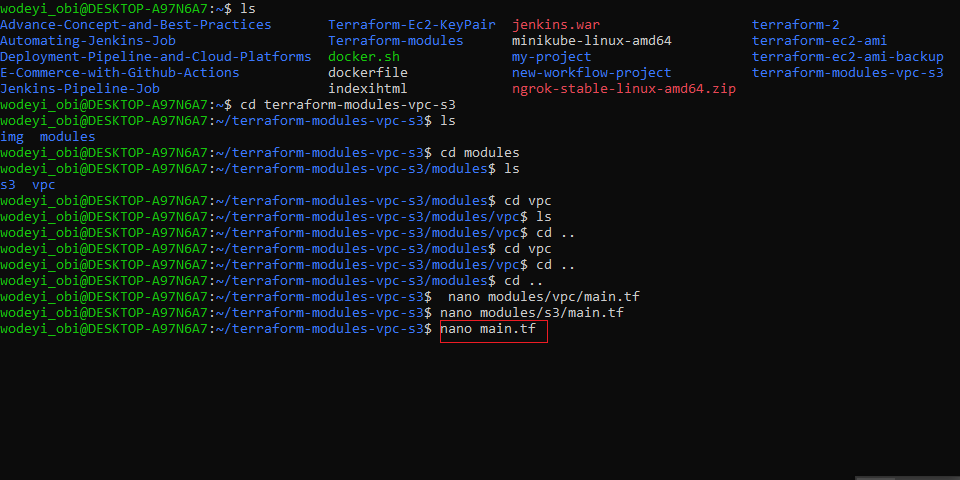 wodeyi_obi@DESKTOP-A97N6A7:~$ ls
Advance-Concept-and-Best-Practices Terraform-Ec2-KeyPair jenkins.war terraform-2
Automating-Jenkins-Job Terraform-modules minikube-linux-amd64 terraform-ec2-ami
Deployment-Pipeline-and-Cloud-Platforms docker.sh my-project terraform-ec2-ami-backup
E-Commerce-with-Github-Actions dockerfile new-workflow-project terraform-modules-vpc-s3
Jenkins-Pipeline-Job indexihtml ngrok-stable-linux-amd64.zip
wodeyi_obi@DESKTOP-A97N6A7:~$ cd terraform-modules-vpc-s3
wodeyi_obi@DESKTOP-A97N6A7:~/terraform-modules-vpc-s3$ ls
img modules
wodeyi_obi@DESKTOP-A97N6A7:~/terraform-modules-vpc-s3$ cd modules
wodeyi_obi@DESKTOP-A97N6A7:~/terraform-modules-vpc-s3/modules$ ls
s3 vpc
wodeyi_obi@DESKTOP-A97N6A7:~/terraform-modules-vpc-s3/modules$ cd vpc
wodeyi_obi@DESKTOP-A97N6A7:~/terraform-modules-vpc-s3/modules/vpc$ ls
wodeyi_obi@DESKTOP-A97N6A7:~/terraform-modules-vpc-s3/modules/vpc$ cd ..
wodeyi_obi@DESKTOP-A97N6A7:~/terraform-modules-vpc-s3/modules$ cd vpc
wodeyi_obi@DESKTOP-A97N6A7:~/terraform-modules-vpc-s3/modules/vpc$ cd ..
wodeyi_obi@DESKTOP-A97N6A7:~/terraform-modules-vpc-s3/modules$ cd ..
wodeyi_obi@DESKTOP-A97N6A7:~/terraform-modules-vpc-s3$  nano modules/vpc/main.tf
wodeyi_obi@DESKTOP-A97N6A7:~/terraform-modules-vpc-s3$ nano modules/s3/main.tf
wodeyi_obi@DESKTOP-A97N6A7:~/terraform-modules-vpc-s3$ nano main.tf